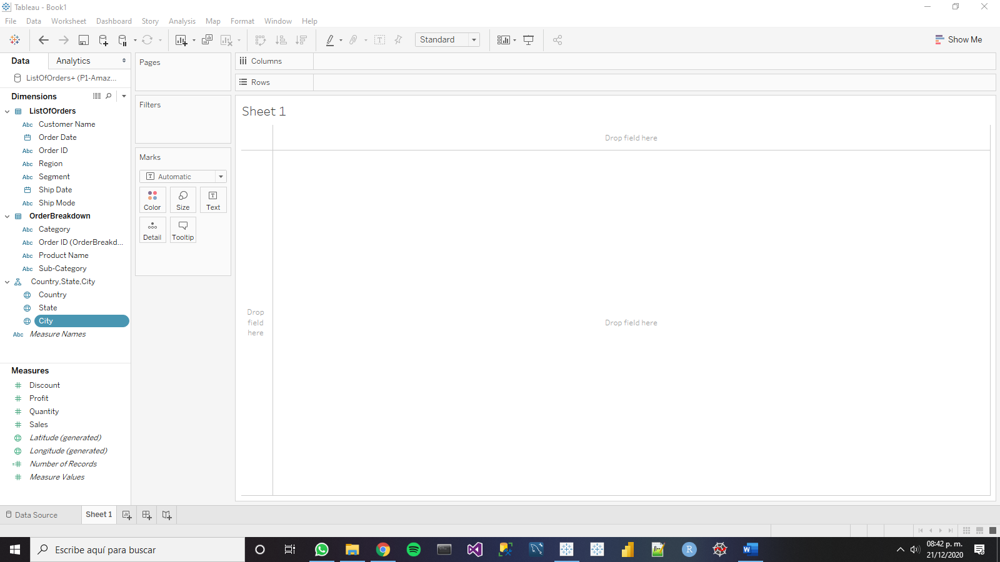 Tableau - Book1
File Data Worksheet Dashboard Story Analysis Map Format Window Help
Standard
Show Me
Data Analytics
ListOfOrders+ (P1-Amaz...
Dimensions
ListOfOrders
Abc Customer Name
Order Date
Abc Order ID
Abc Region
Abc Segment
Ship Date
Abc Ship Mode
OrderBreakdown
Abc Category
Abc Order ID (OrderBreakd...
Abc Product Name
Abc Sub-Category
Country,State,City
Country
State
City
Abc Measure Names
Measures
Discount
Profit
Quantity
Sales
Latitude (generated)
Longitude (generated)
Number of Records
Measure Values
Pages
Filters
Marks
T Automatic
Color Size Text
Detail Tooltip
Columns
Rows
Sheet 1
Drop field here
Drop
field
here
Drop field here
Data Source Sheet 1
Escribe aquí para buscar
08:42 p. m.
21/12/2020